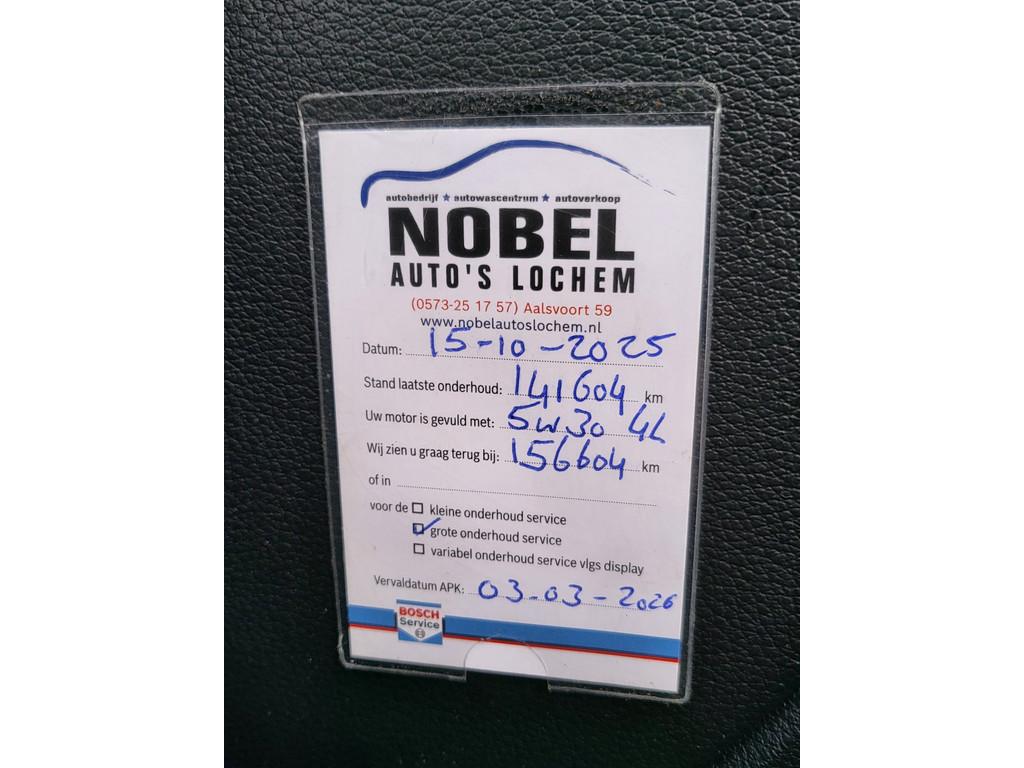 autobedrijf ★ autowascentrum ★ autoverkoop
NOBEL
AUTO'S LOCHEM
(0573-25 17 57) Aalsvoort 59
www.nobelautoslochem.nl
Datum: 15-10-2025
Stand laatste onderhoud: 141604 km
Uw motor is gevuld met: 5w30 4L
Wij zien u graag terug bij: 156604 km
of in
voor de ☐ kleine onderhoud service
☑ grote onderhoud service
☐ variabel onderhoud service vlgs display
Vervaldatum APK: 03-03-2026
BOSCH
Service